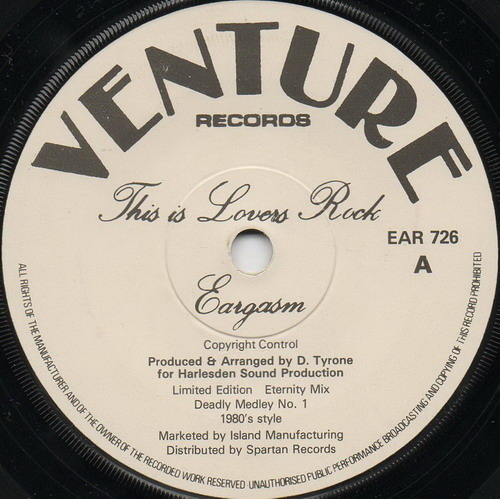 VENTURE
RECORDS
This is Lovers Rock
EAR 726
A
Eargasm
Copyright Control
Produced & Arranged by D. Tyrone
for Harlesden Sound Production
Limited Edition Eternity Mix
Deadly Medley No. 1
1980's style
Marketed by Island Manufacturing
Distributed by Spartan Records
ALL RIGHTS OF THE MANUFACTURER AND OF THE OWNER OF THE RECORDED WORK RESERVED·UNAUTHORISED PUBLIC PERFORMANCE BROADCASTING AND COPYING OF THIS RECORD PROHIBITED